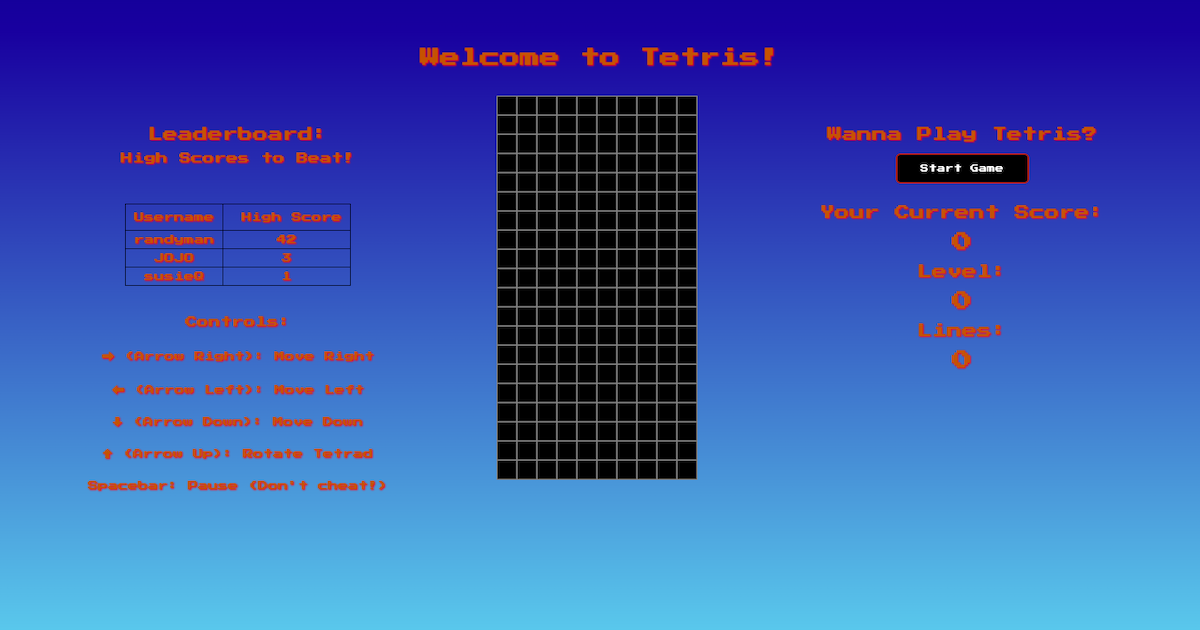 Welcome to Tetris!
Leaderboard:
High Scores to Beat!
Username High Score
randyman 42
JOJO 3
susieQ 1
Controls:
→ (Arrow Right): Move Right
← (Arrow Left): Move Left
↓ (Arrow Down): Move Down
↑ (Arrow Up): Rotate Tetrad
Spacebar: Pause (Don't cheat!)
Wanna Play Tetris?
Start Game
Your Current Score:
0
Level:
0
Lines:
0